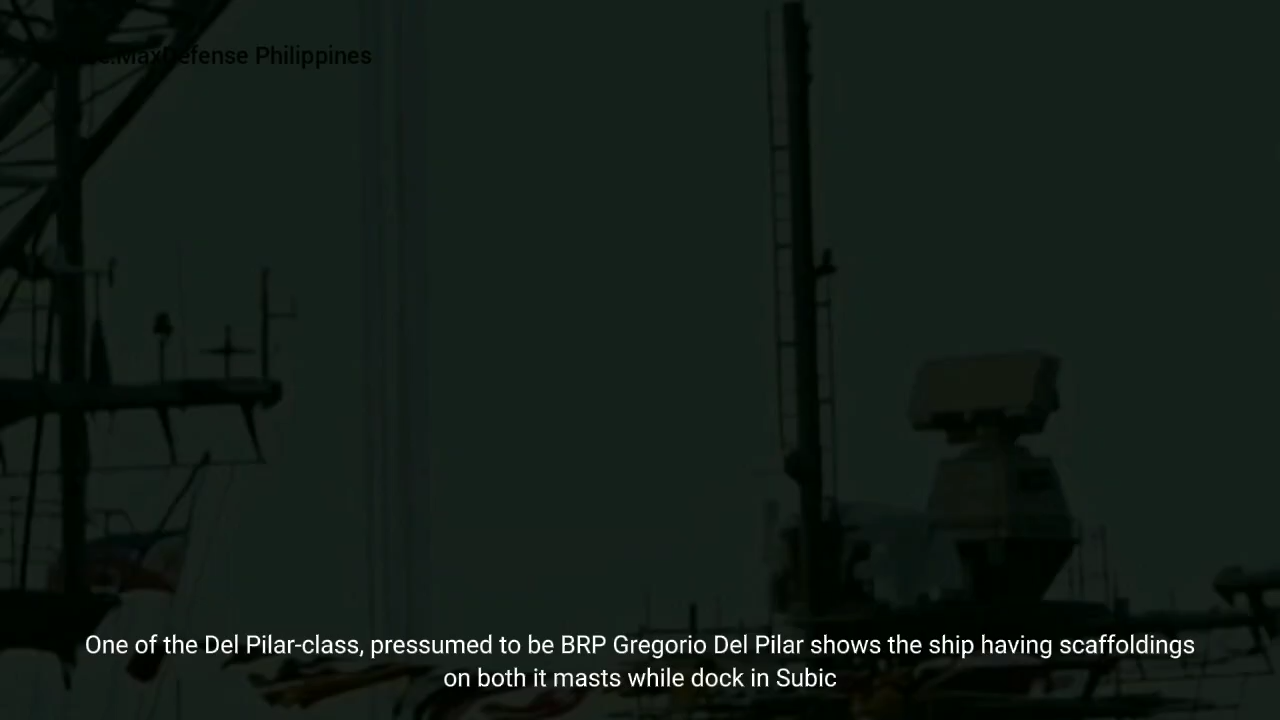 MaxDefense Philippines
One of the Del Pilar-class, pressumed to be BRP Gregorio Del Pilar shows the ship having scaffoldings
on both it masts while dock in Subic